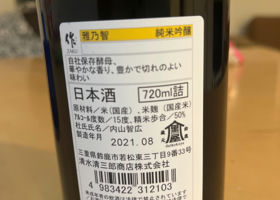 作 ZAKU
雅乃智 純米吟醸
自社保存酵母、
華やかな香り、豊かで切れのよい
味わい
日本酒 720ml詰
原材料/米(国産)、米麹(国産米)
アルコール度数/15度、精米歩合/50%
杜氏氏名/内山智広
製造年月 2021.08
三重県鈴鹿市若松東三丁目9番33号
清水清三郎商店株式会社
4 983422 312103